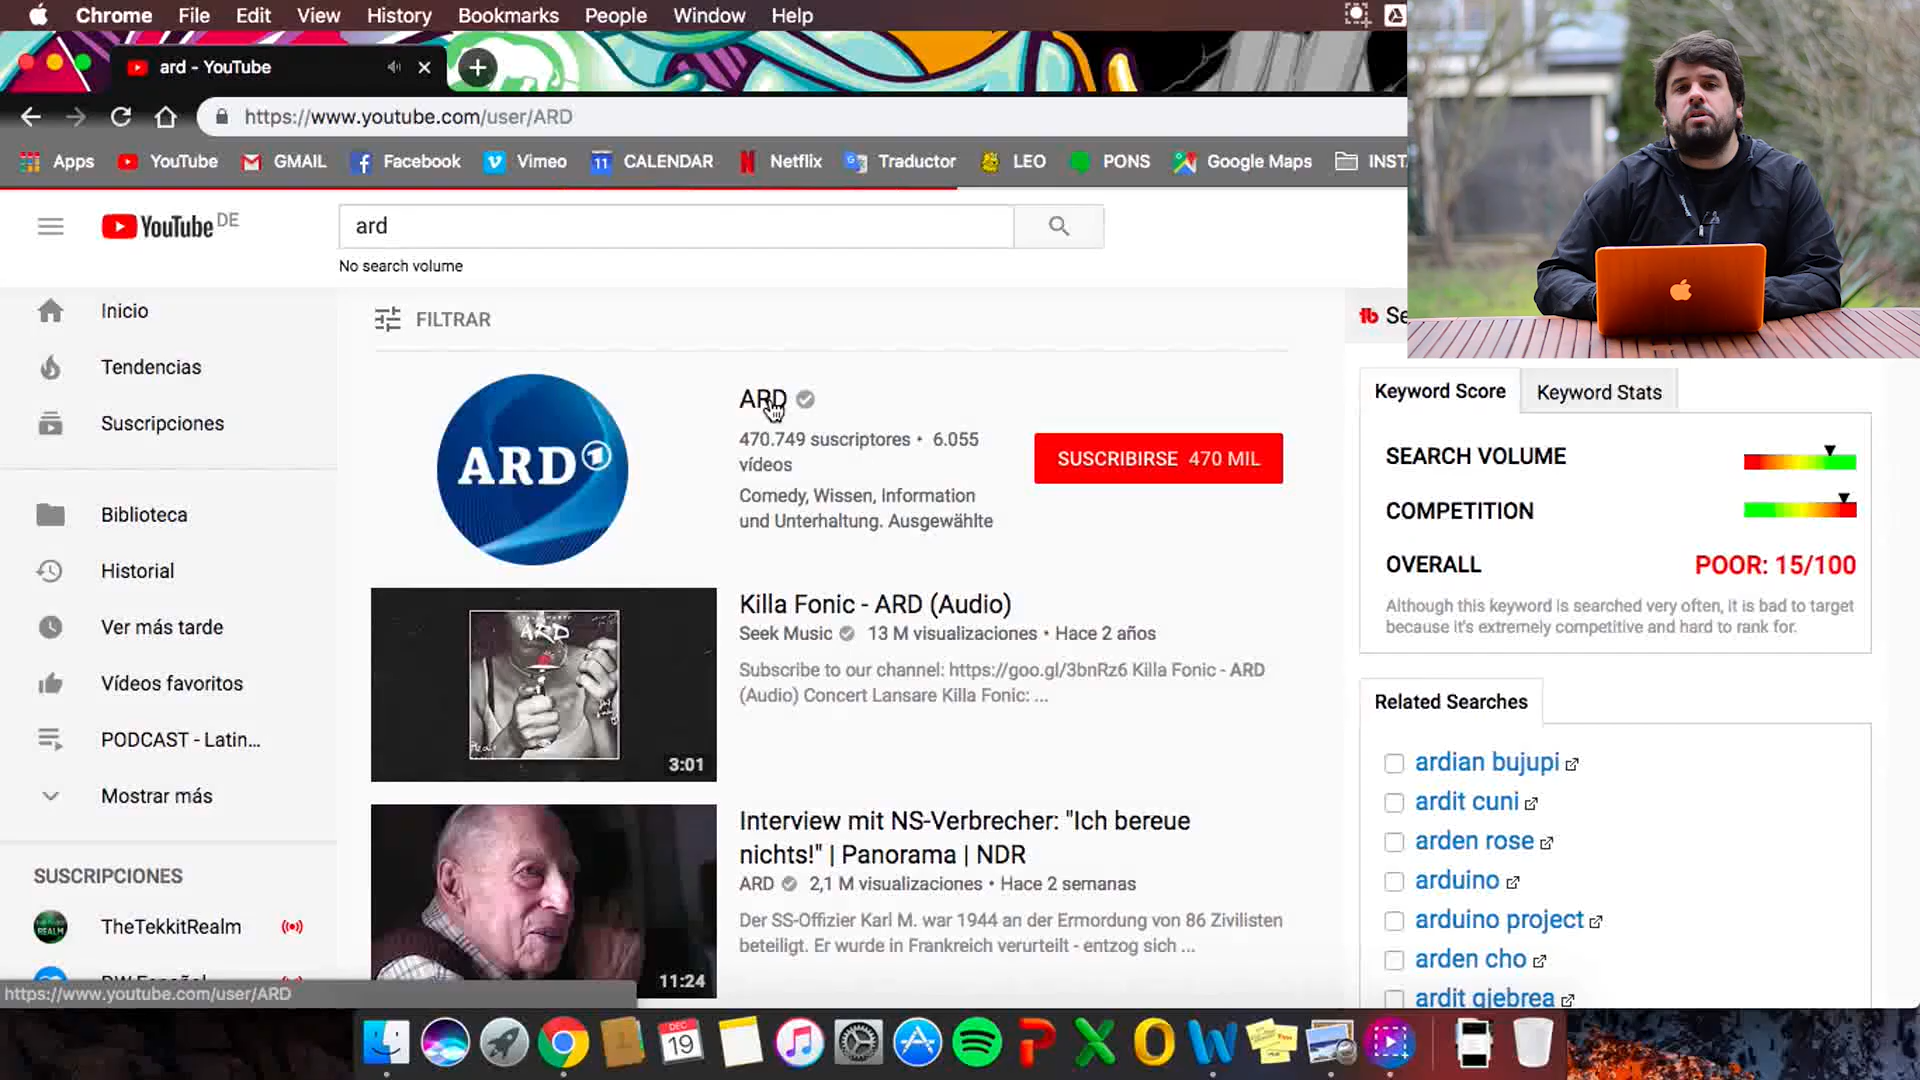 Chrome File Edit View History Bookmarks People Window Help
ard - YouTube
https://www.youtube.com/user/ARD
Apps YouTube GMAIL Facebook Vimeo 11 CALENDAR Netflix Traductor LEO PONS Google Maps INST
YouTube DE
ard
No search volume
Inicio
Tendencias
Suscripciones
Biblioteca
Historial
Ver más tarde
Vídeos favoritos
PODCAST - Latin...
Mostrar más
SUSCRIPCIONES
TheTekkitRealm
DW Español
https://www.youtube.com/user/ARD
FILTRAR
ARD
ARD
470.749 suscriptores • 6.055
vídeos
Comedy, Wissen, Information
und Unterhaltung. Ausgewählte
SUSCRIBIRSE 470 MIL
ARD
3:01
Killa Fonic - ARD (Audio)
Seek Music 13 M visualizaciones • Hace 2 años
Subscribe to our channel: https://goo.gl/3bnRz6 Killa Fonic - ARD
(Audio) Concert Lansare Killa Fonic: ...
11:24
Interview mit NS-Verbrecher: "Ich bereue
nichts!" | Panorama | NDR
ARD 2,1 M visualizaciones • Hace 2 semanas
Der SS-Offizier Karl M. war 1944 an der Ermordung von 86 Zivilisten
beteiligt. Er wurde in Frankreich verurteilt - entzog sich ...
tb Se
Keyword Score Keyword Stats
SEARCH VOLUME
COMPETITION
OVERALL POOR: 15/100
Although this keyword is searched very often, it is bad to target
because it's extremely competitive and hard to rank for.
Related Searches
ardian bujupi
ardit cuni
arden rose
arduino
arduino project
arden cho
ardit gjebrea
DEC
19